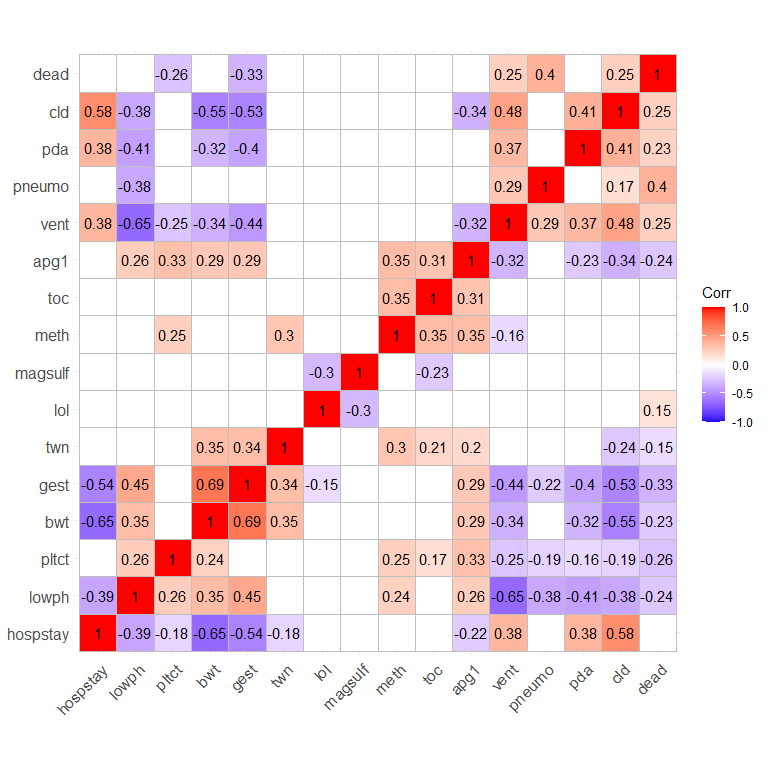 dead -0.26 -0.33 0.25 0.4 0.25 1
cld 0.58 -0.38 -0.55 -0.53 -0.34 0.48 0.41 1 0.25
pda 0.38 -0.41 -0.32 -0.4 0.37 1 0.41 0.23
pneumo -0.38 0.29 1 0.17 0.4
vent 0.38 -0.65 -0.25 -0.34 -0.44 -0.32 1 0.29 0.37 0.48 0.25
apg1 0.26 0.33 0.29 0.29 0.35 0.31 1 -0.32 -0.23 -0.34 -0.24
toc 0.35 1 0.31
meth 0.25 0.3 1 0.35 0.35 -0.16
magsulf -0.3 1 -0.23
lol 1 -0.3 0.15
twn 0.35 0.34 1 0.3 0.21 0.2 -0.24 -0.15
gest -0.54 0.45 0.69 1 0.34 -0.15 0.29 -0.44 -0.22 -0.4 -0.53 -0.33
bwt -0.65 0.35 1 0.69 0.35 0.29 -0.34 -0.32 -0.55 -0.23
pltct 0.26 1 0.24 0.25 0.17 0.33 -0.25 -0.19 -0.16 -0.19 -0.26
lowph -0.39 1 0.26 0.35 0.45 0.24 0.26 -0.65 -0.38 -0.41 -0.38 -0.24
hospstay 1 -0.39 -0.18 -0.65 -0.54 -0.18 -0.22 0.38 0.38 0.58
hospstay lowph pltct bwt gest twn lol magsulf meth toc apg1 vent pneumo pda cld dead
Corr
1.0
0.5
0.0
-0.5
-1.0